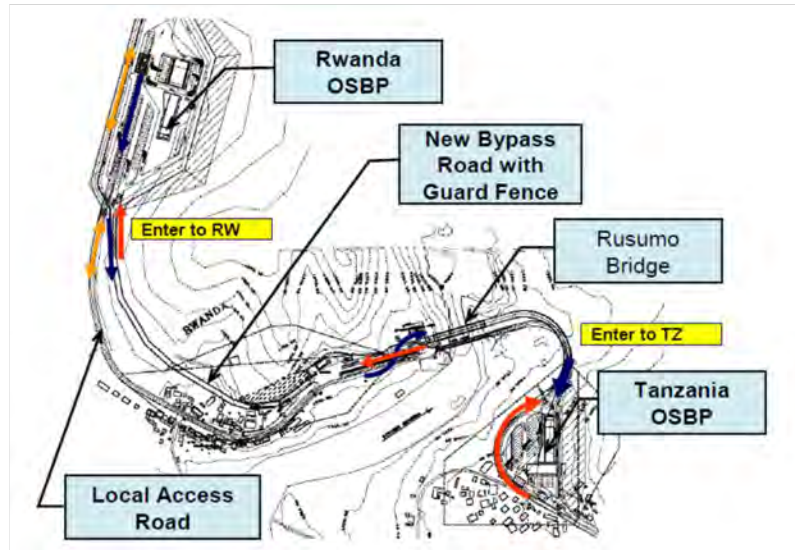 Rwanda
OSBP
New Bypass
Road with
Guard Fence
Enter to RW
Rusumo
Bridge
RWANDA
Enter to TZ
Tanzania
OSBP
Local Access
Road